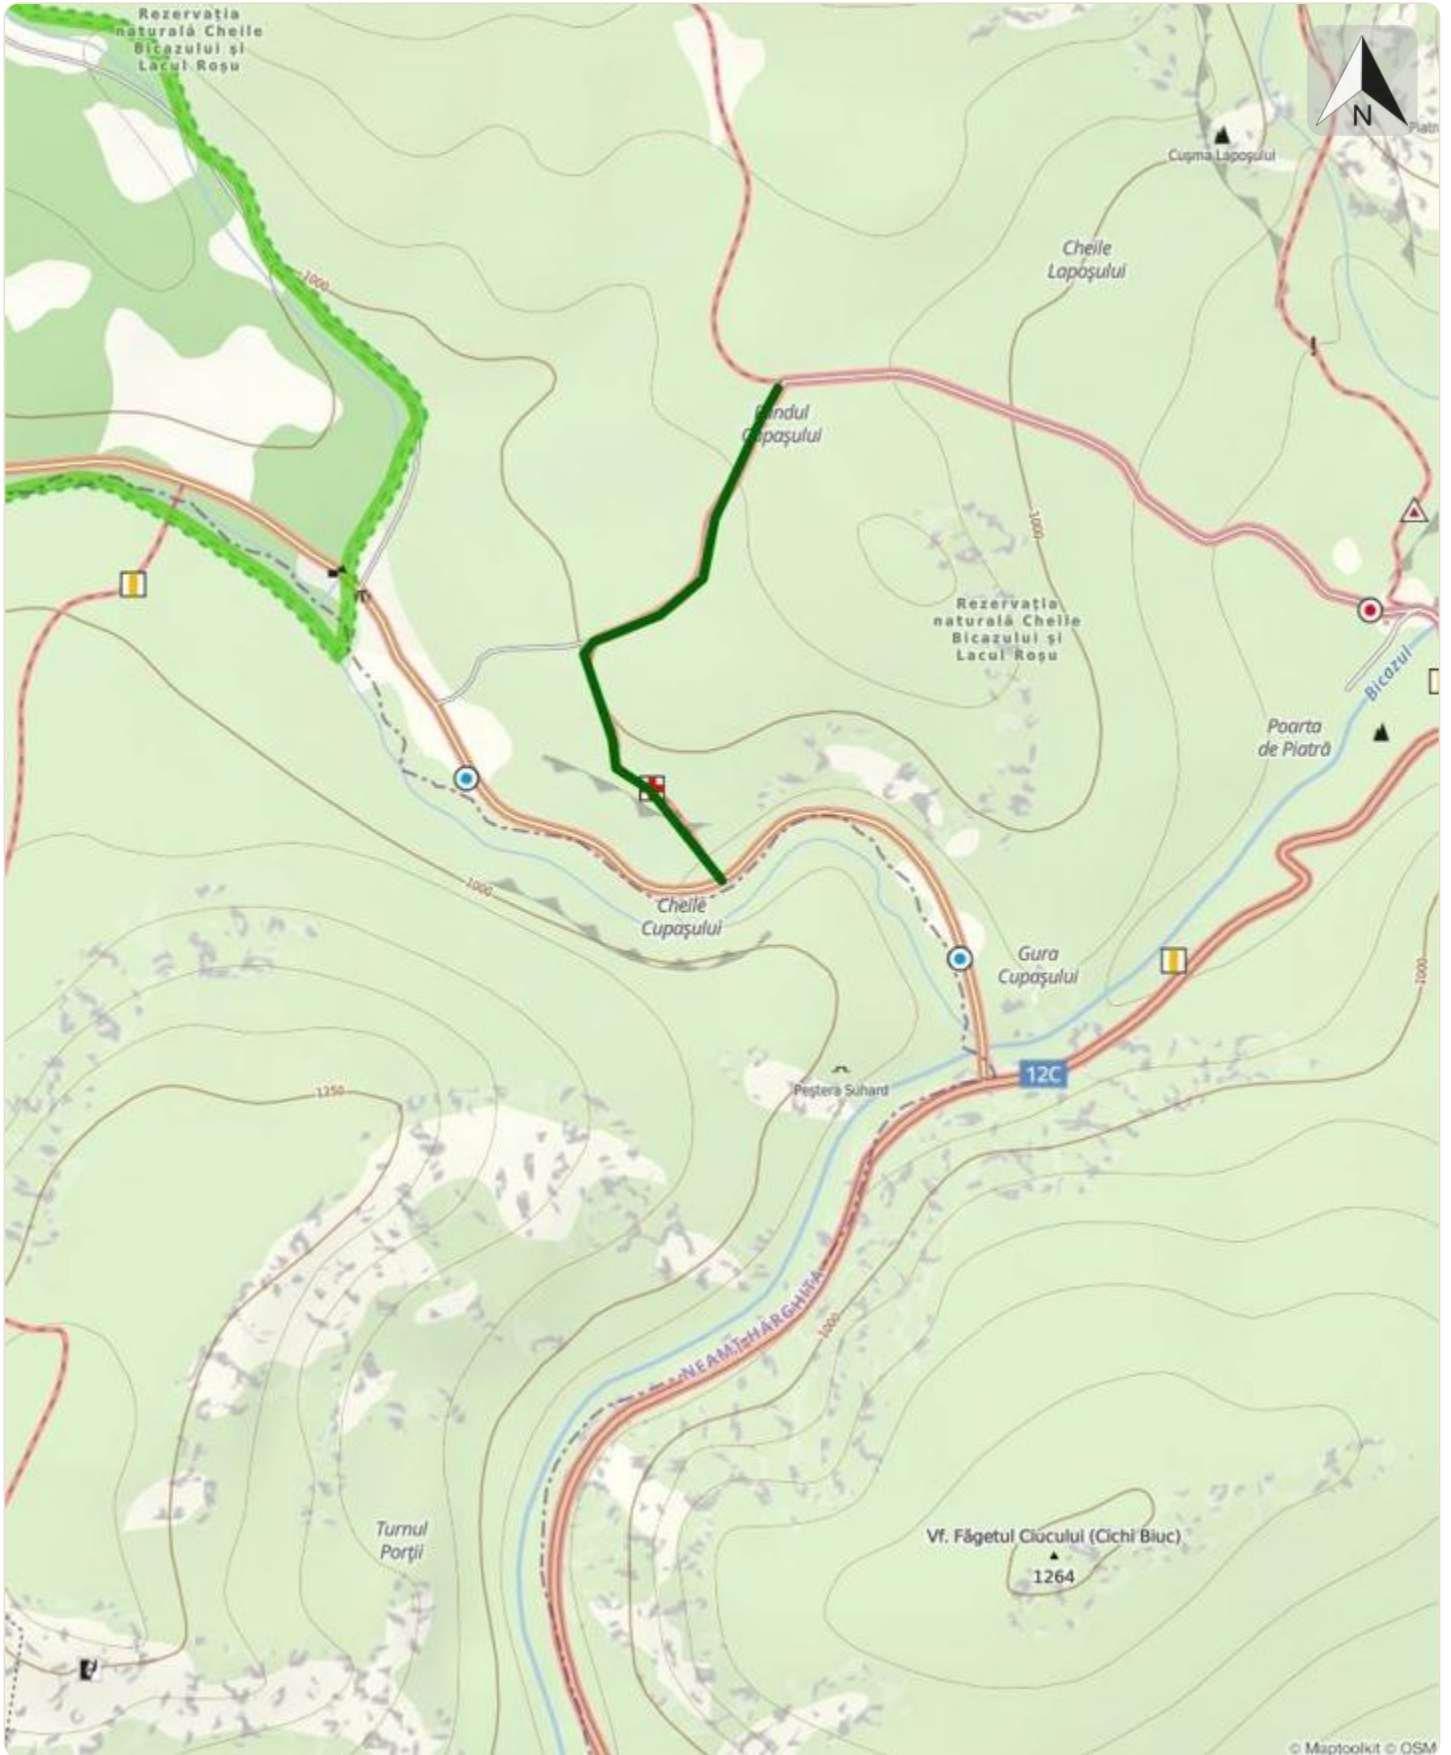 Rezervația
naturală Cheile
Bicazului și
Lacul Roșu
N
Cușma Lapoșului
Cheile
Lapoșului
1000
Fundul
Cupașului
1000
Rezervația
naturală Cheile
Bicazului și
Lacul Roșu
Bicazul
Poarta
de Piatră
1000
Cheile
Cupașului
Gura
Cupașului
1000
12C
Peștera Suhard
1250
NEAMȚ
HARGHITA
1000
Vf. Făgetul Ciucului (Cichi Biuc)
1264
Turnul
Porții
© Maptoolkit © OSM